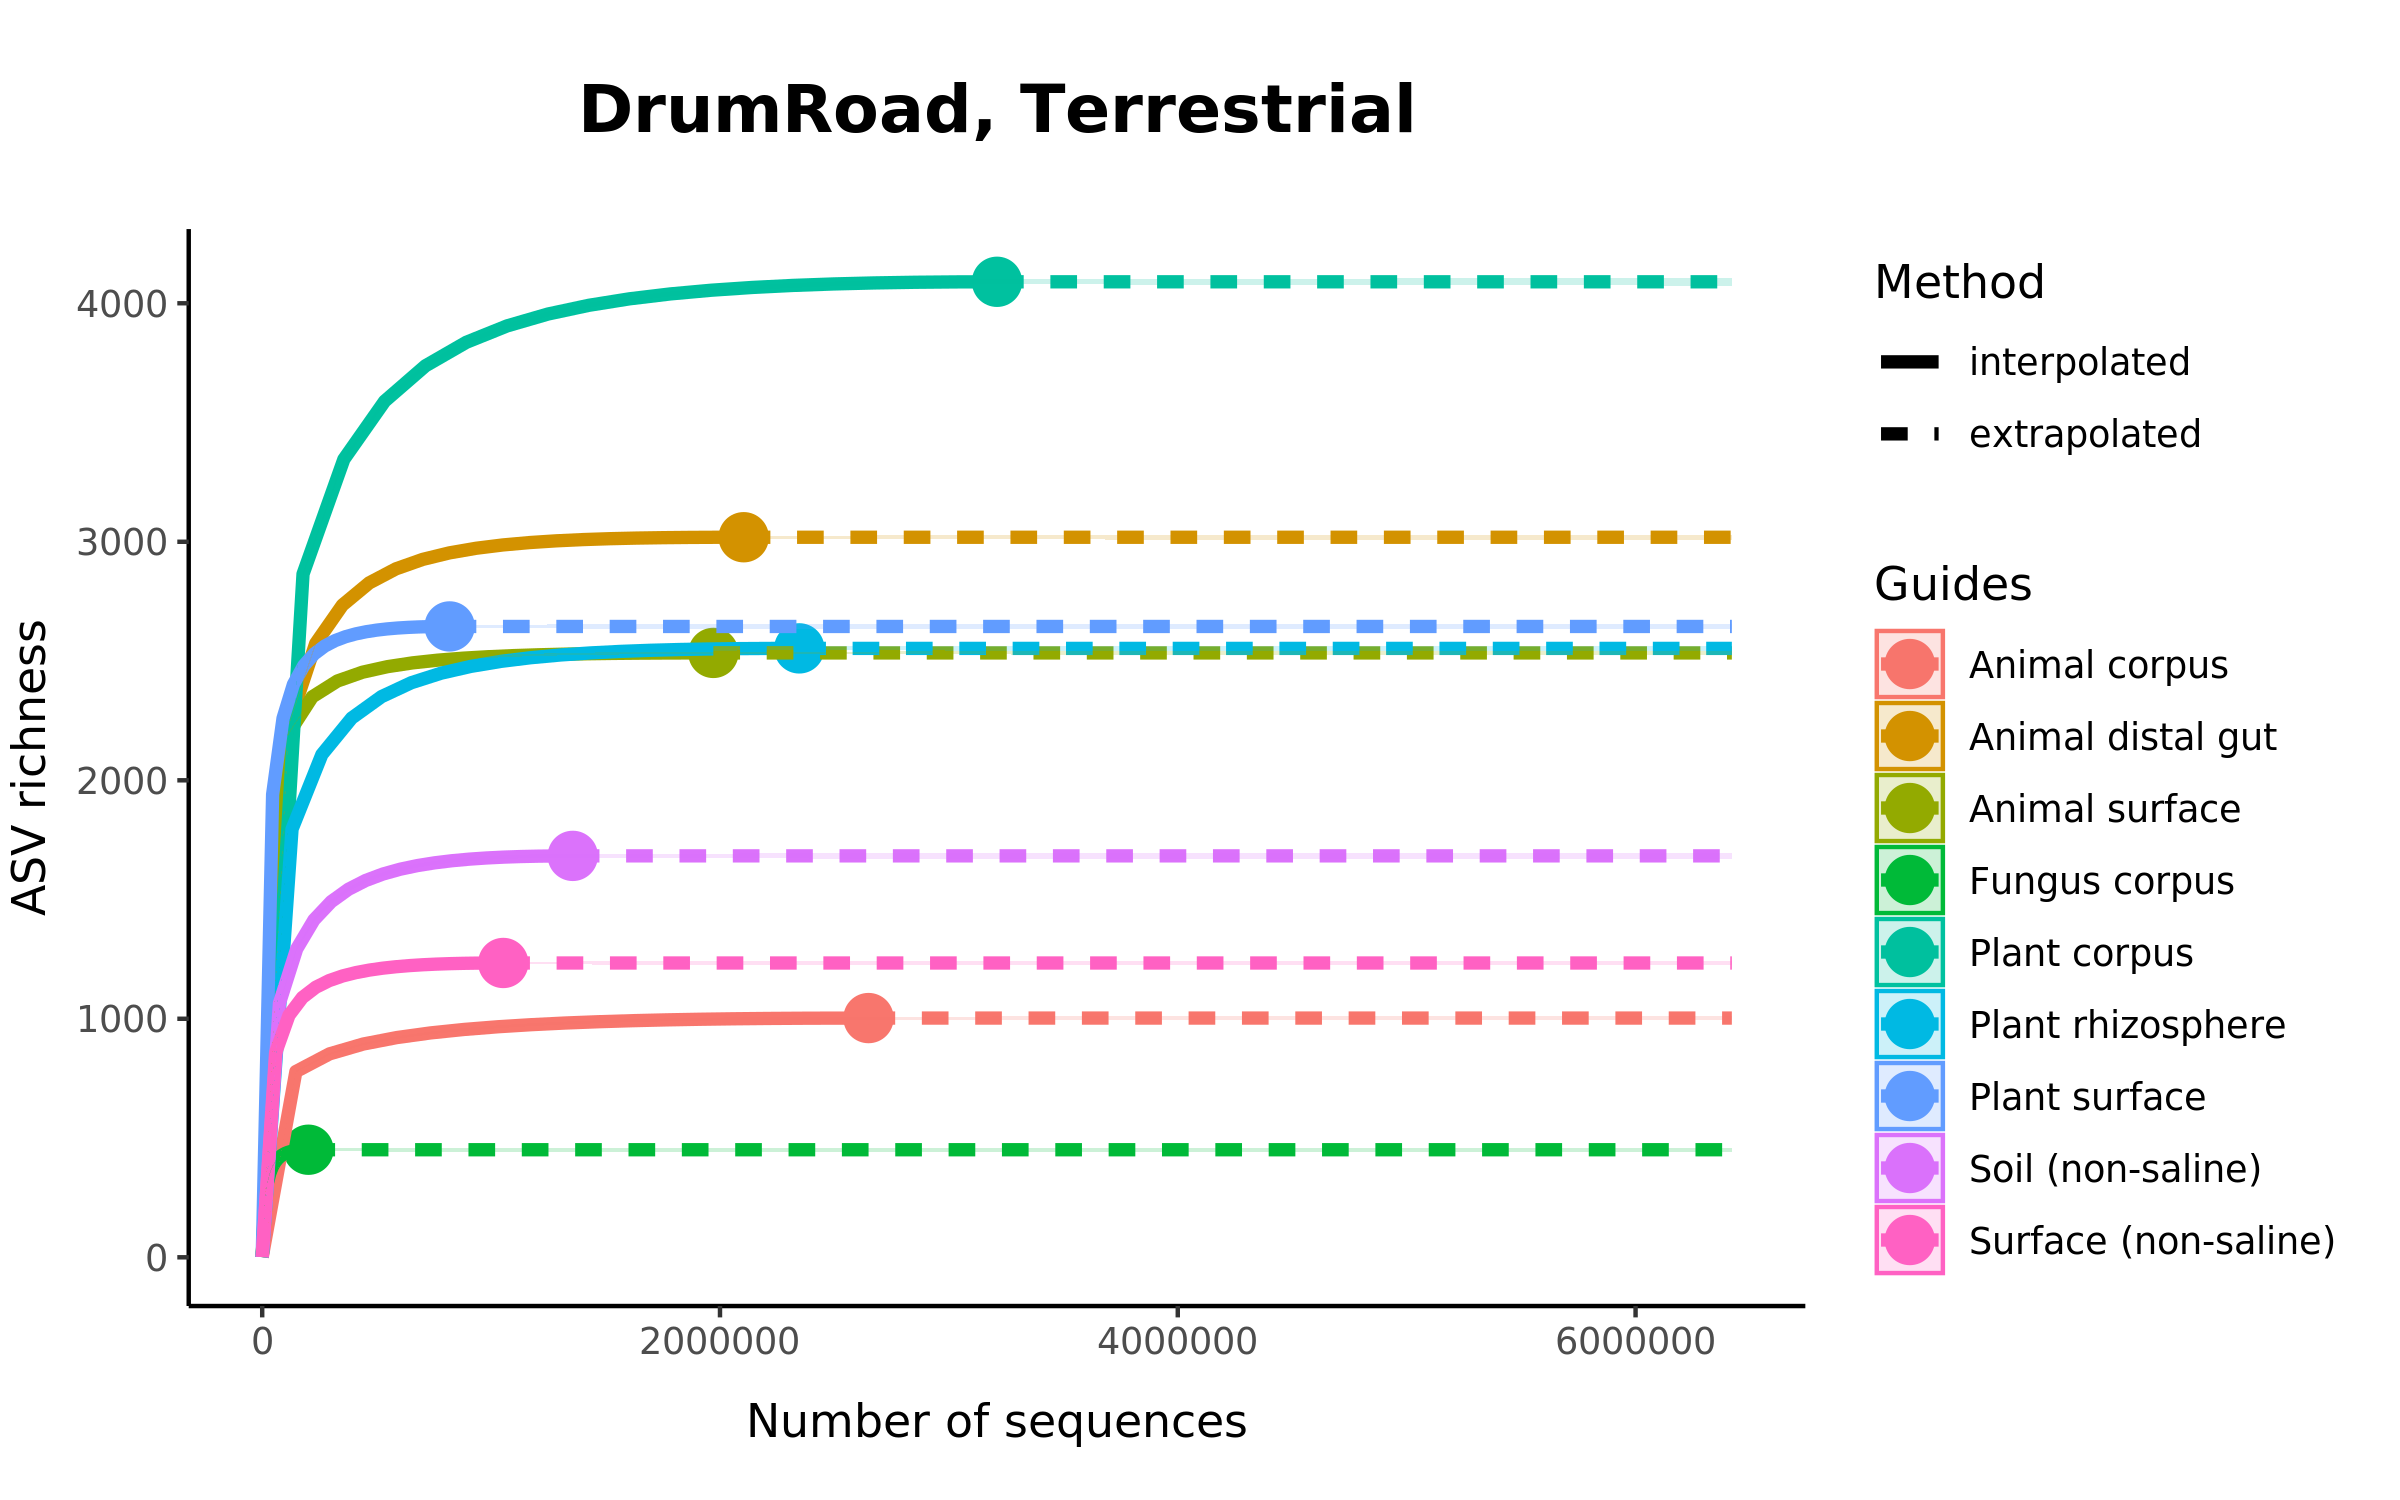 DrumRoad, Terrestrial
ASV richness
4000
3000
2000
1000
0
0 2000000 4000000 6000000
Number of sequences
Method
interpolated
extrapolated
Guides
Animal corpus
Animal distal gut
Animal surface
Fungus corpus
Plant corpus
Plant rhizosphere
Plant surface
Soil (non-saline)
Surface (non-saline)